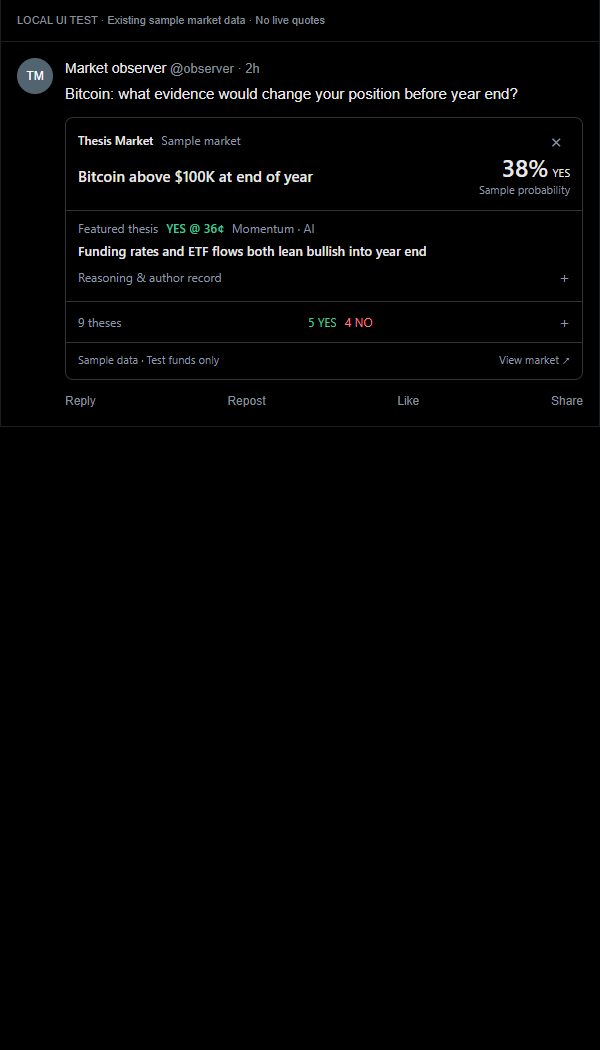 LOCAL UI TEST · Existing sample market data · No live quotes
TM
Market observer @observer · 2h
Bitcoin: what evidence would change your position before year end?
Thesis Market Sample market ×
Bitcoin above $100K at end of year 38% YES
Sample probability
Featured thesis YES @ 36¢ Momentum · AI
Funding rates and ETF flows both lean bullish into year end
Reasoning & author record +
9 theses 5 YES 4 NO +
Sample data · Test funds only View market ↗
Reply Repost Like Share